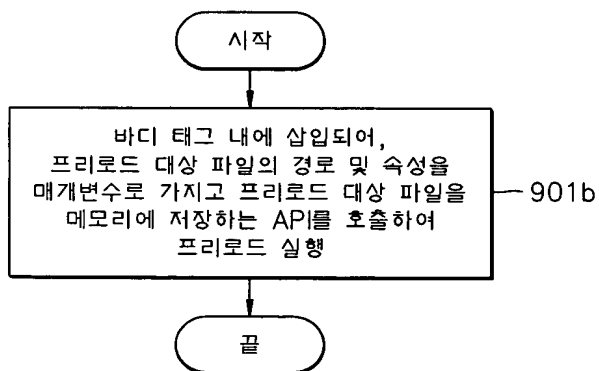 시작
바디 태그 내에 삽입되어,
프리로드 대상 파일의 경로 및 속성을
매개변수로 가지고 프리로드 대상 파일을
메모리에 저장하는 API를 호출하여
프리로드 실행
901b
끝